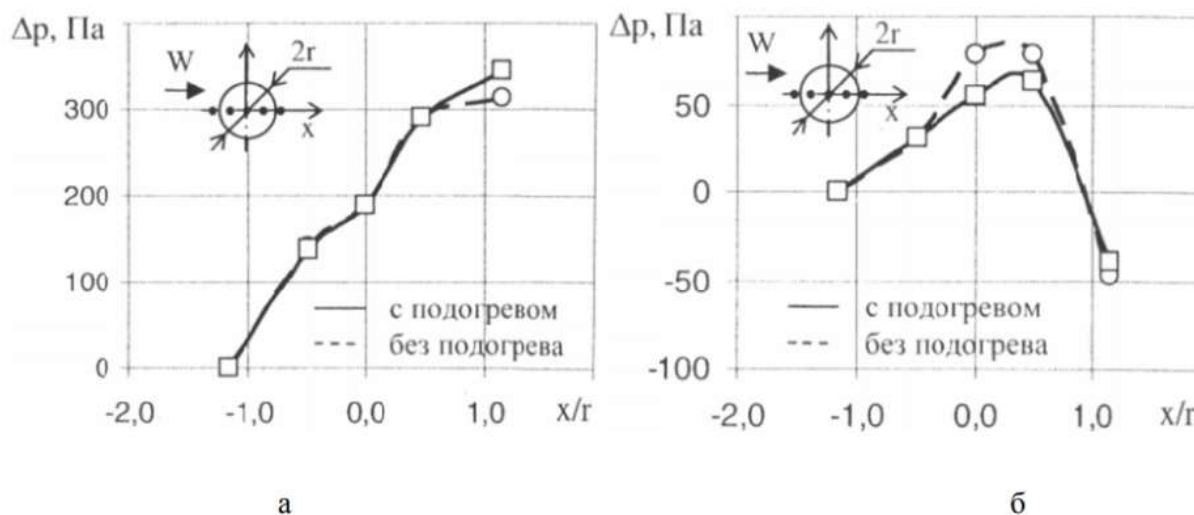 Δp, Па
300
200
100
0
-2,0 -1,0 0,0 1,0 x/r
W
2r
x
с подогревом
без подогрева
а
Δp, Па
50
0
-50
-100
-2,0 -1,0 0,0 1,0 x/r
W
2r
x
с подогревом
без подогрева
б